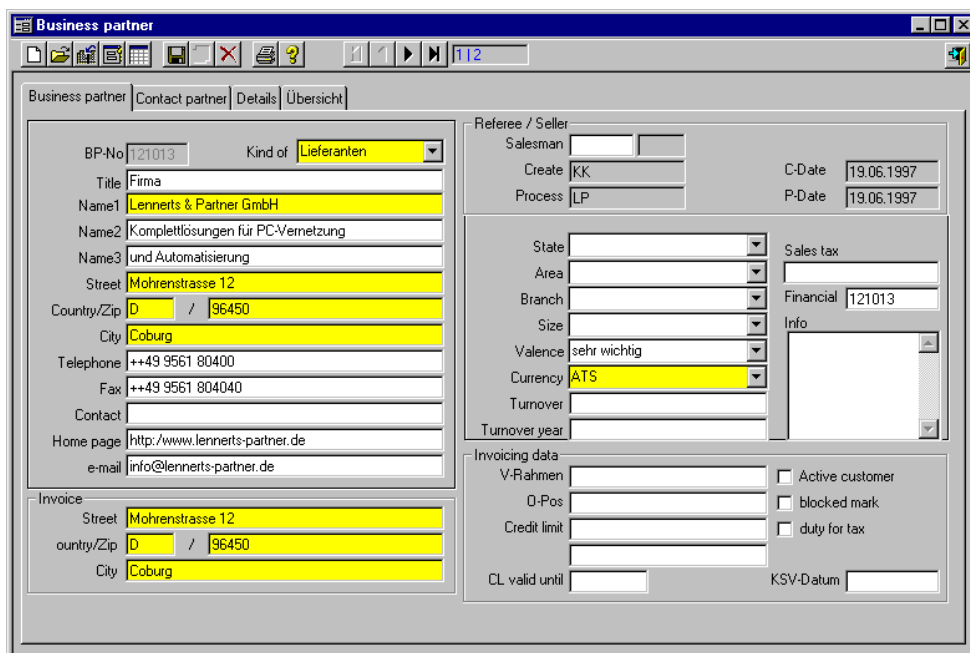 Business partner
1 | 2
Business partner Contact partner Details Übersicht
BP-No 121013 Kind of Lieferanten
Title Firma
Name1 Lennerts & Partner GmbH
Name2 Komplettlösungen für PC-Vernetzung
Name3 und Automatisierung
Street Mohrenstrasse 12
Country/Zip D / 96450
City Coburg
Telephone ++49 9561 80400
Fax ++49 9561 804040
Contact
Home page http:/www.lennerts-partner.de
e-mail info@lennerts-partner.de
Invoice
Street Mohrenstrasse 12
ountry/Zip D / 96450
City Coburg
Referee / Seller
Salesman
Create KK C-Date 19.06.1997
Process LP P-Date 19.06.1997
State Sales tax
Area
Branch Financial 121013
Size Info
Valence sehr wichtig
Currency ATS
Turnover
Turnover year
Invoicing data
V-Rahmen Active customer
O-Pos blocked mark
Credit limit duty for tax
CL valid until KSV-Datum